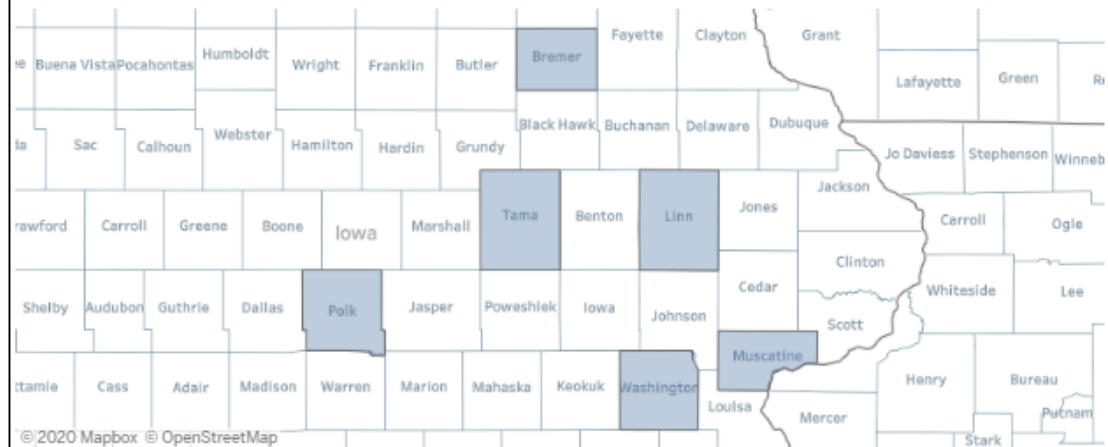 Fayette Clayton Grant
Bremer
Humboldt
Buena Vista Pocahontas Wright Franklin Butler
Lafayette Green
Black Hawk Buchanan Delaware Dubuque
Sac Calhoun Webster Hamilton Hardin Grundy
Jo Daviess Stephenson Winneb
Jackson
Tama Benton Linn Jones
rawford Carroll Greene Boone Iowa Marshall
Carroll Ogle
Clinton
Cedar
Whiteside Lee
Shelby Audubon Guthrie Dallas Polk Jasper Poweshiek Iowa Johnson
Scott
Muscatine
ttamie Cass Adair Madison Warren Marion Mahaska Keokuk Washington
Henry Bureau
Louisa Mercer Putnam
Stark
© 2020 Mapbox © OpenStreetMap